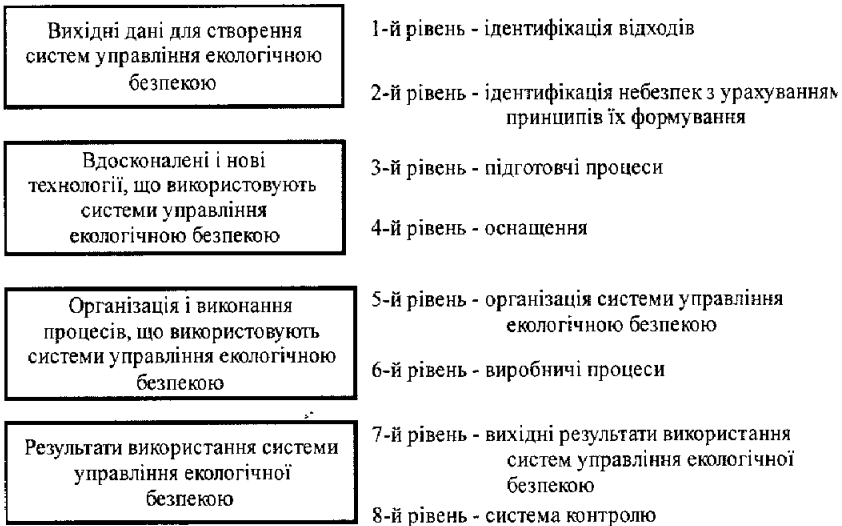 Вихідні дані для створення
систем управління екологічною
безпекою
1-й рівень - ідентифікація відходів
2-й рівень - ідентифікація небезпек з урахуванням
принципів їх формування
Вдосконалені і нові
технології, що використовують
системи управління
екологічною безпекою
3-й рівень - підготовчі процеси
4-й рівень - оснащення
Організація і виконання
процесів, що використовують
системи управління екологічною
безпекою
5-й рівень - організація системи управління
екологічною безпекою
6-й рівень - виробничі процеси
Результати використання системи
управління екологічної
безпекою
7-й рівень - вихідні результати використання
систем управління екологічної
безпекою
8-й рівень - система контролю